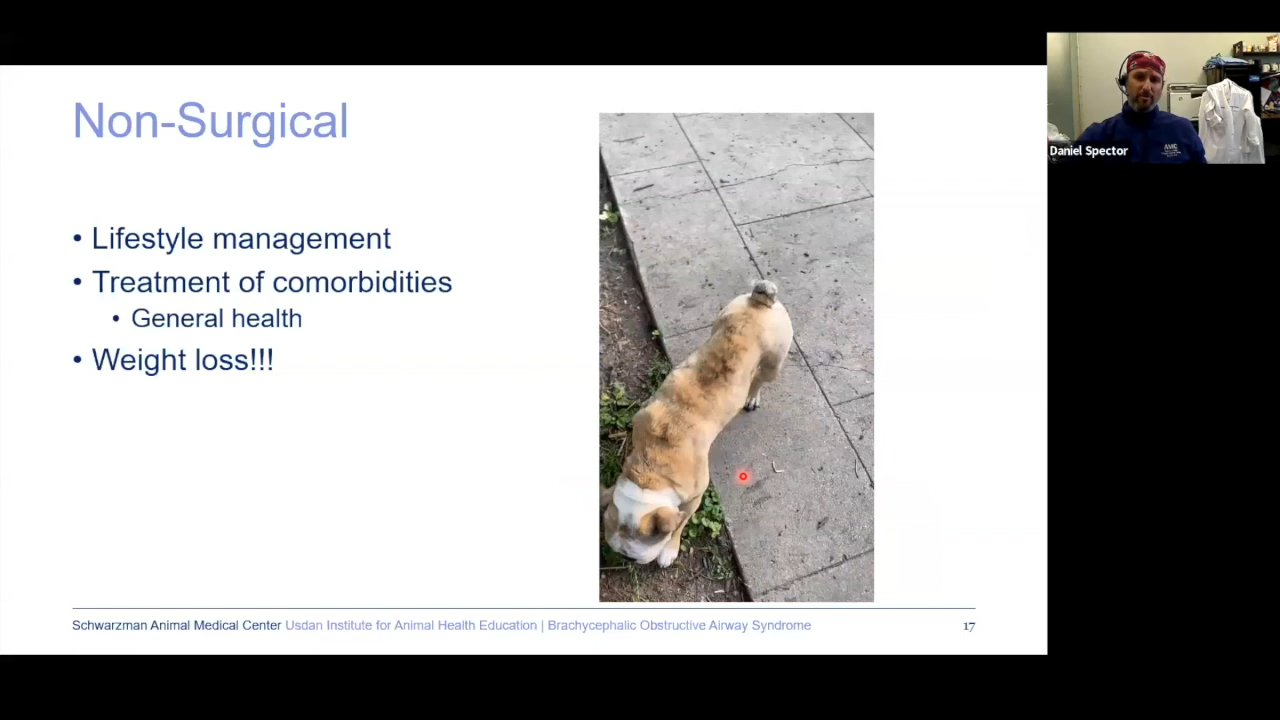 Non-Surgical
• Lifestyle management
• Treatment of comorbidities
• General health
• Weight loss!!!
Schwarzman Animal Medical Center Usdan Institute for Animal Health Education | Brachycephalic Obstructive Airway Syndrome
17
Daniel Spector
AMC